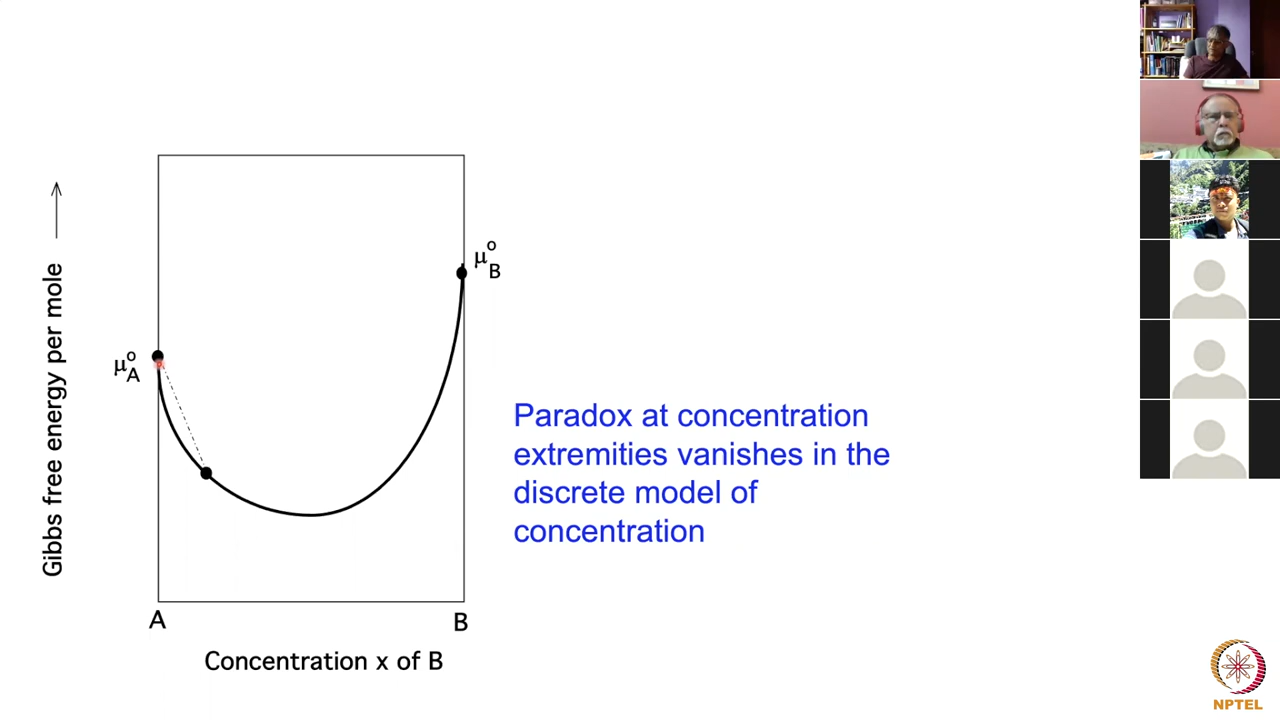 Gibbs free energy per mole
μ°A
μ°B
A
B
Concentration x of B
Paradox at concentration
extremities vanishes in the
discrete model of
concentration
NPTEL